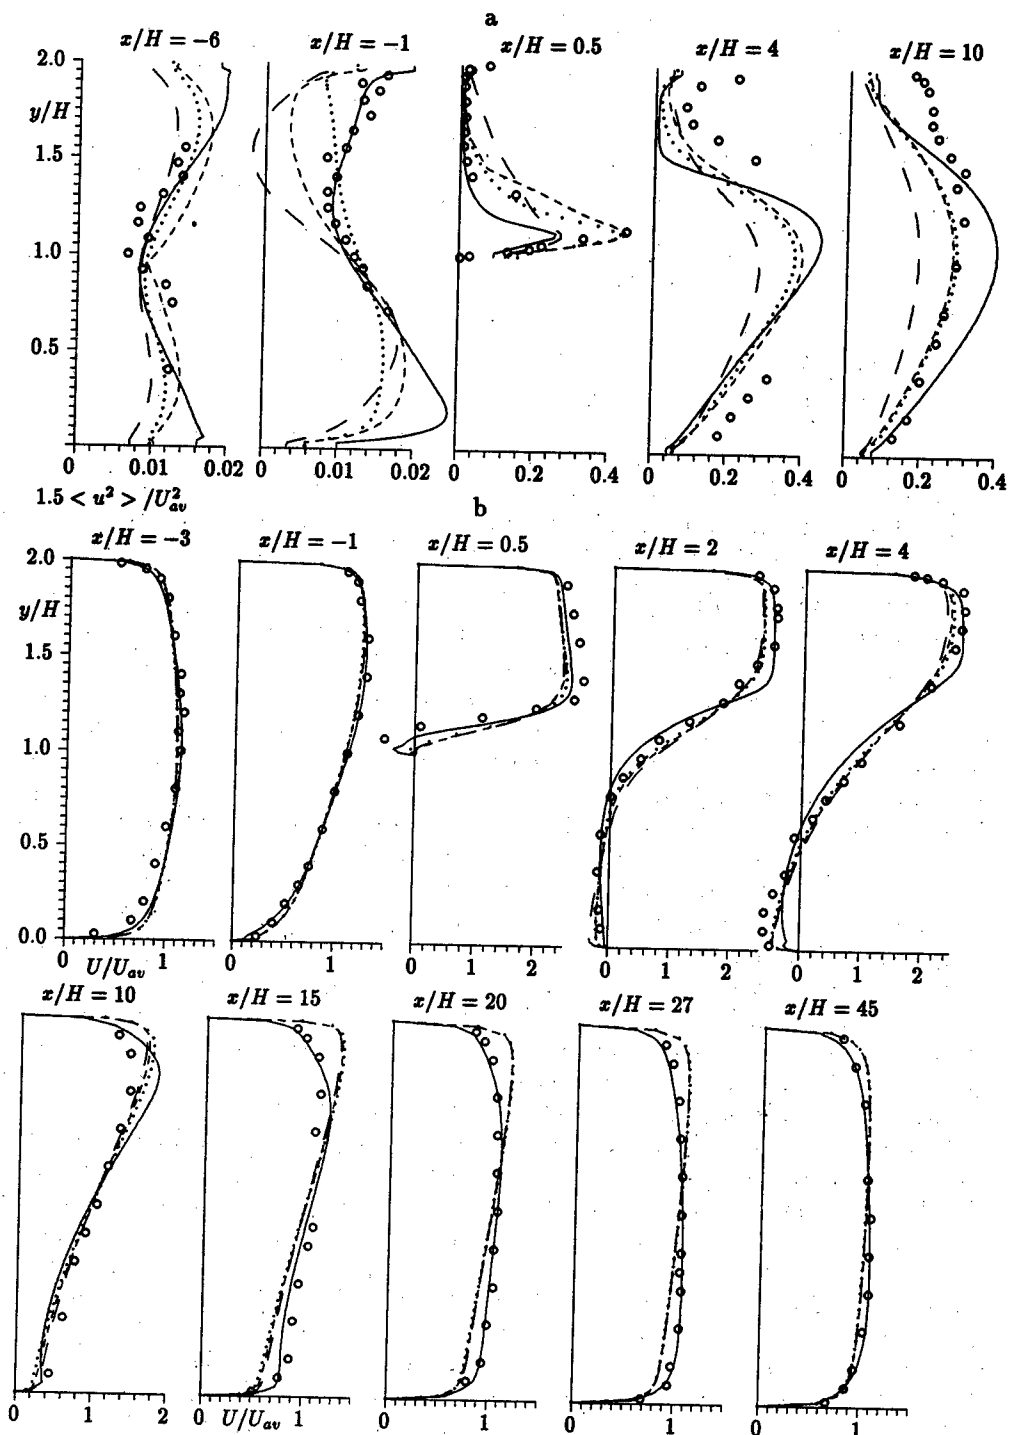 a
x/H = −6
x/H = −1
x/H = 0.5
x/H = 4
x/H = 10
2.0
y/H
1.5
1.0
0.5
0 0.01 0.02
0 0.01 0.02
0 0.2 0.4
0 0.2 0.4
0 0.2 0.4
1.5 < u² > /U²av
b
x/H = −3
x/H = −1
x/H = 0.5
x/H = 2
x/H = 4
2.0
y/H
1.5
1.0
0.5
0.0
0 1
0 1
0 1 2
0 1 2
0 1 2
U/Uav
x/H = 10
x/H = 15
x/H = 20
x/H = 27
x/H = 45
0 1 2
0 U/Uav 1
0 1
0 1
0 1